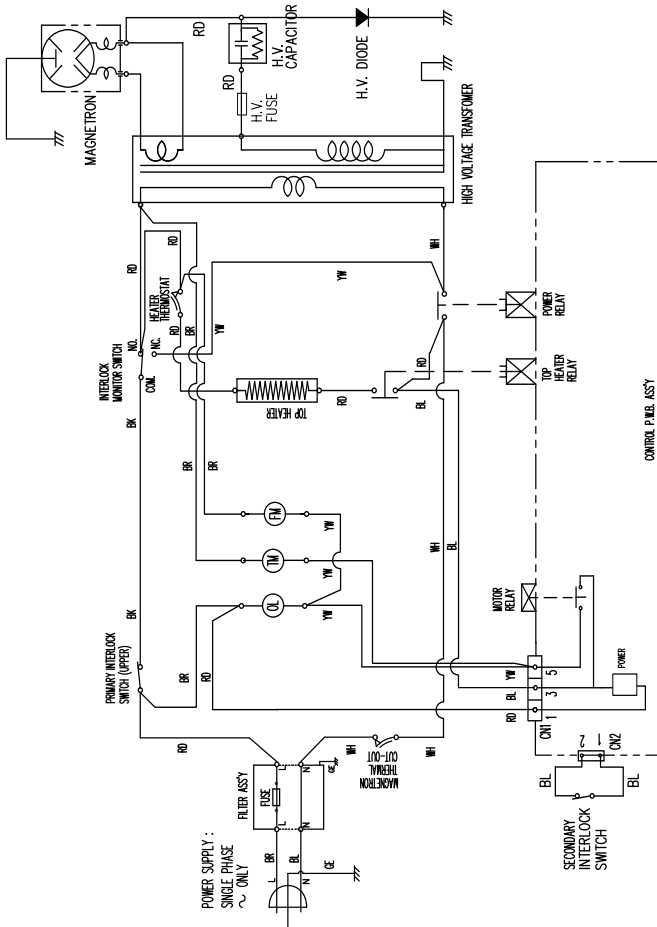 MAGNETRON
RD
RD
H.V. FUSE
H.V.
CAPACITOR
H.V. DIODE
HIGH VOLTAGE TRANSFOMER
RD
RD
NO.
NC.
COM.
INTERLOCK
MONITOR SWITCH
HEATER
THERMOSTAT
RD
BR
YW
YW
WH
TOP HEATER
RD
RD
BL
POWER
RELAY
TOP
HEATER
RELAY
BK
BR
BR
FM
TM
OL
YW
YW
YW
WH
BL
CONTROL P.W.B. ASS'Y
BK
PRIMARY INTERLOCK
SWITCH (UPPER)
BR
RD
RD
MOTOR
RELAY
YW
BL
RD
5
3
1
CN1
POWER
WH
WH
MAGNETRON
THERMAL
CUT-OUT
FILTER ASS'Y
FUSE
L
L
N
N
GE
POWER SUPPLY :
SINGLE PHASE
~ ONLY
BR
BL
L
N
GE
2
1
CN2
BL
BL
SECONDARY
INTERLOCK
SWITCH